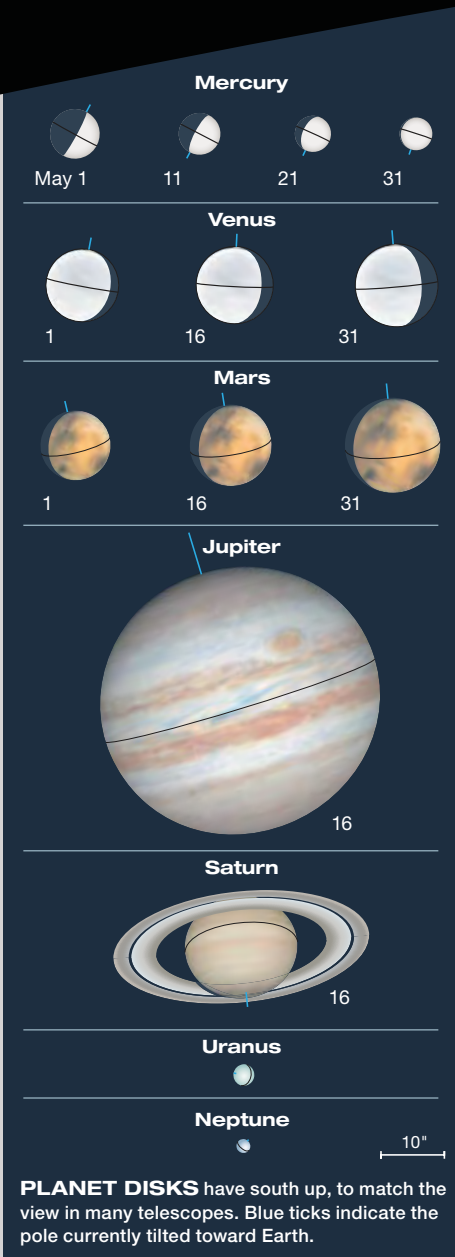 Mercury
May 1 11 21 31
Venus
1 16 31
Mars
1 16 31
Jupiter
16
Saturn
16
Uranus
Neptune
10"
PLANET DISKS have south up, to match the
view in many telescopes. Blue ticks indicate the
pole currently tilted toward Earth.